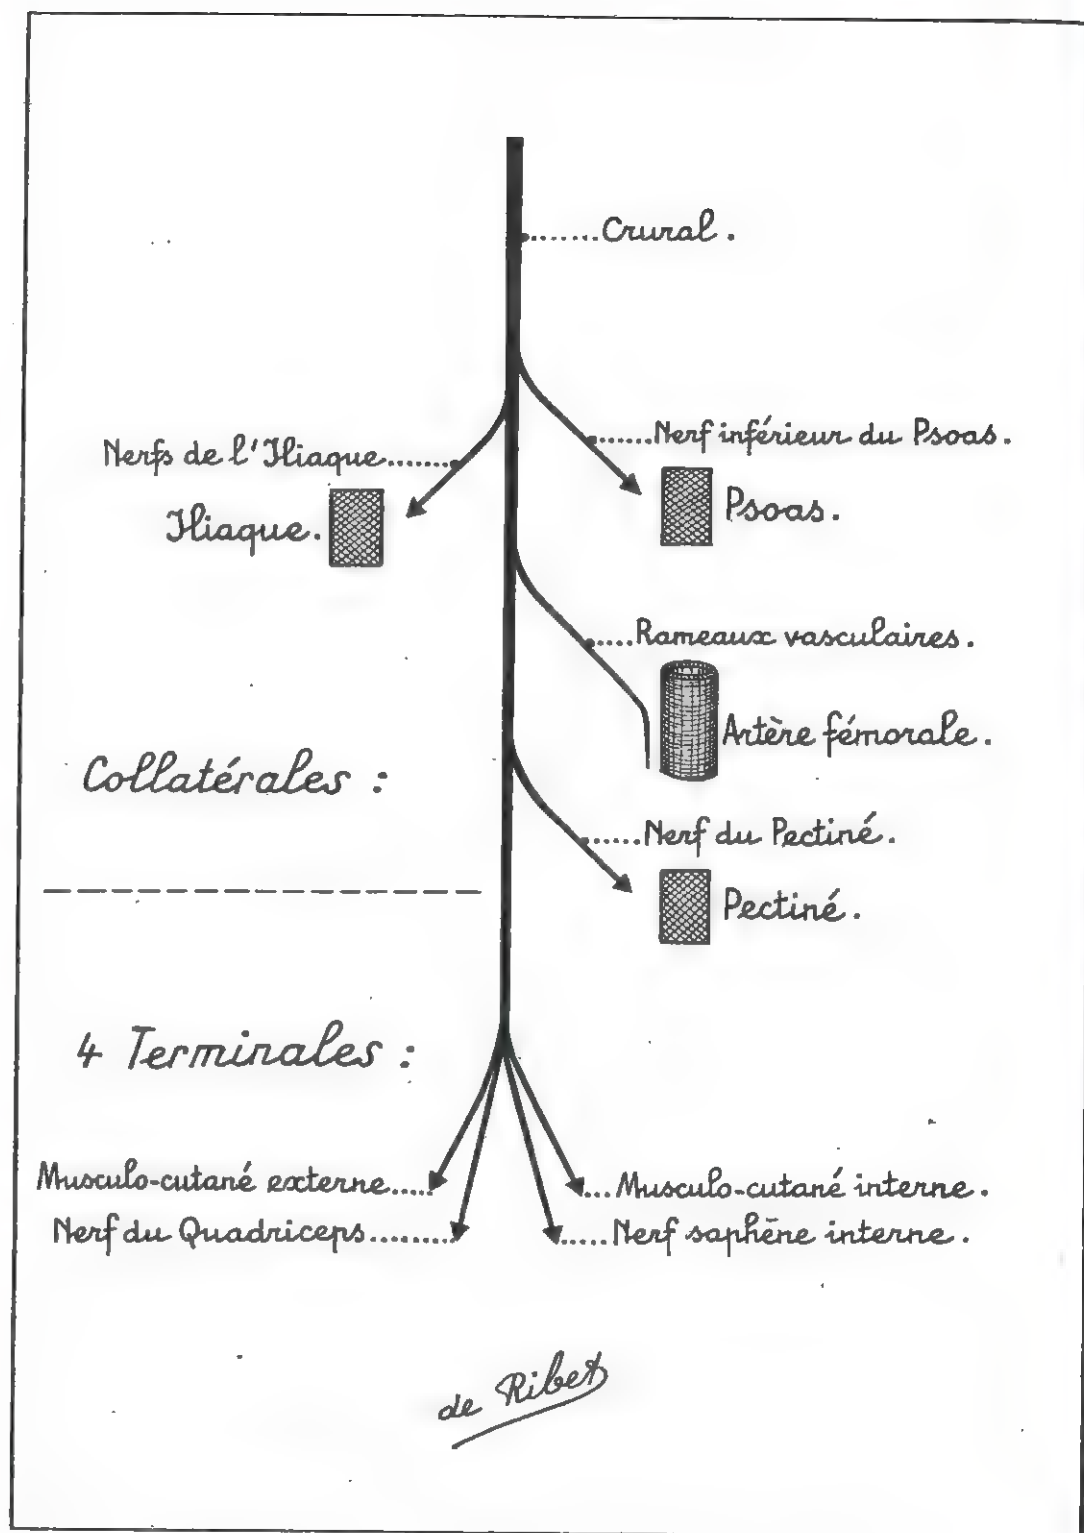 Crural.
Nerfs de l'Iliaque
Iliaque.
Nerf inférieur du Psoas.
Psoas.
Rameaux vasculaires.
Artère fémorale.
Collatérales :
Nerf du Pectiné.
Pectiné.
4 Terminales :
Musculo-cutané externe
Nerf du Quadriceps
Musculo-cutané interne.
Nerf saphène interne.
de Ribet